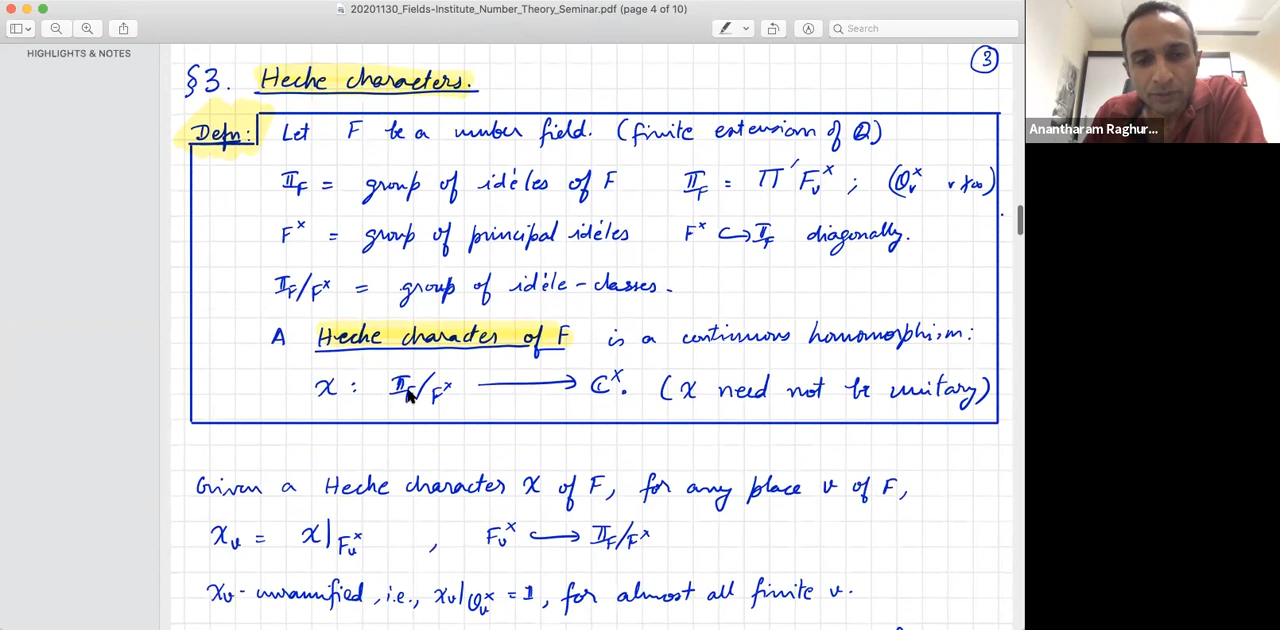 20201130_Fields-Institute_Number_Theory_Seminar.pdf (page 4 of 10)
Search
HIGHLIGHTS & NOTES
Anantharam Raghur...
③
§3. Hecke characters.
Defn: Let F be a number field. (finite extension of ℚ)
𝕀_F = group of idèles of F 𝕀_F = Π′ F_v^× ; (O_v^× v∤∞)
F^× = group of principal idèles F^× ↪ 𝕀_F diagonally.
𝕀_F/F^× = group of idèle-classes.
A Hecke character of F is a continuous homomorphism:
χ : 𝕀_F/F^× ⟶ ℂ^×. (χ need not be unitary)
Given a Hecke character χ of F, for any place v of F,
χ_v = χ|_{F_v^×} , F_v^× ↪ 𝕀_F/F^×
χ_v - unramified, i.e., χ_v|_{O_v^×} = 1, for almost all finite v.